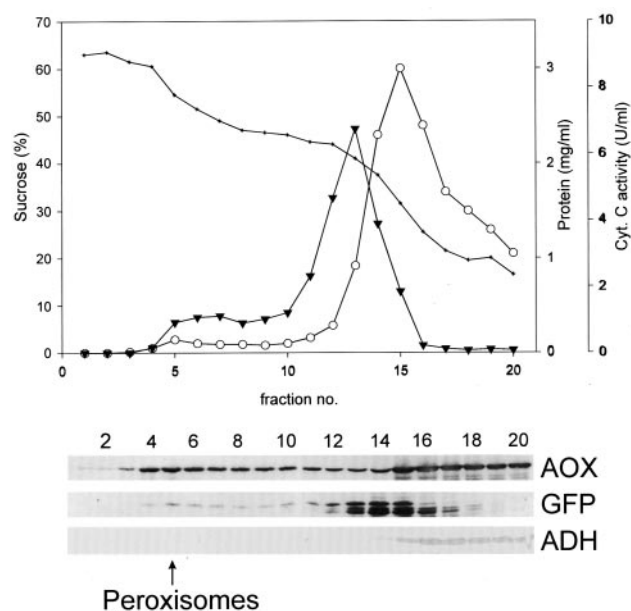 70
60
50
40
30
20
10
0
Sucrose (%)
0 5 10 15 20
fraction no.
3
2
1
0
Protein (mg/ml)
10
8
6
4
2
0
Cyt. C activity (U/ml)
2 4 6 8 10 12 14 16 18 20
AOX
GFP
ADH
Peroxisomes